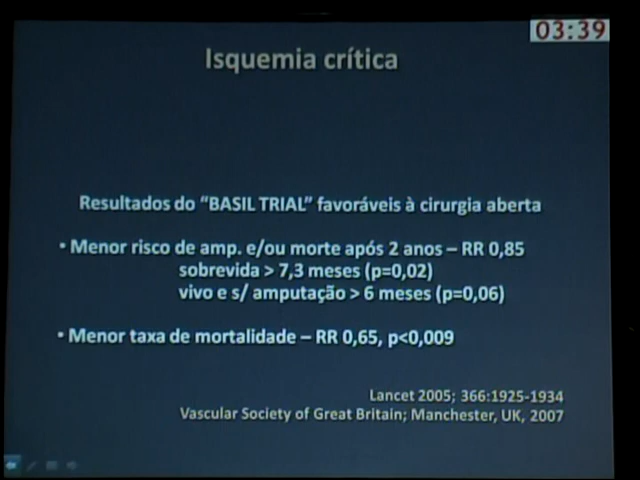 03:39
Isquemia crítica
Resultados do “BASIL TRIAL” favoráveis à cirurgia aberta
• Menor risco de amp. e/ou morte após 2 anos – RR 0,85
sobrevida > 7,3 meses (p=0,02)
vivo e s/ amputação > 6 meses (p=0,06)
• Menor taxa de mortalidade – RR 0,65, p<0,009
Lancet 2005; 366:1925-1934
Vascular Society of Great Britain; Manchester, UK, 2007